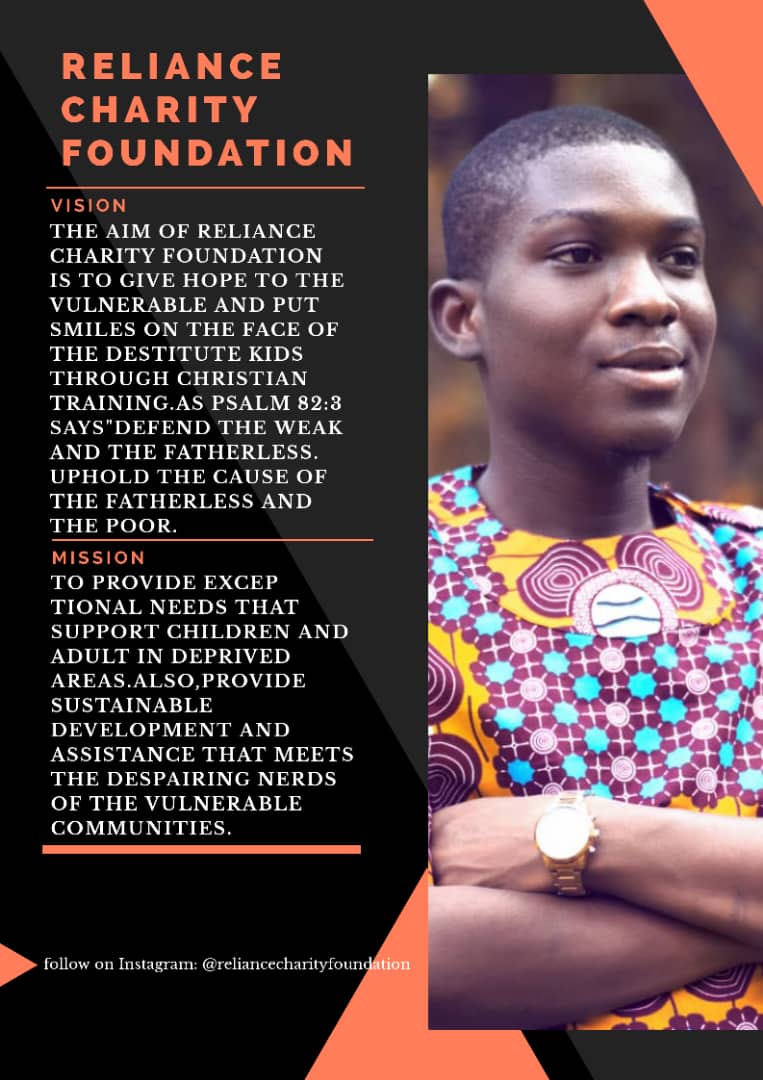 RELIANCE
CHARITY
FOUNDATION
VISION
THE AIM OF RELIANCE
CHARITY FOUNDATION
IS TO GIVE HOPE TO THE
VULNERABLE AND PUT
SMILES ON THE FACE OF
THE DESTITUTE KIDS
THROUGH CHRISTIAN
TRAINING.AS PSALM 82:3
SAYS"DEFEND THE WEAK
AND THE FATHERLESS.
UPHOLD THE CAUSE OF
THE FATHERLESS AND
THE POOR.
MISSION
TO PROVIDE EXCEP
TIONAL NEEDS THAT
SUPPORT CHILDREN AND
ADULT IN DEPRIVED
AREAS.ALSO,PROVIDE
SUSTAINABLE
DEVELOPMENT AND
ASSISTANCE THAT MEETS
THE DESPAIRING NERDS
OF THE VULNERABLE
COMMUNITIES.
follow on Instagram: @reliancecharityfoundation